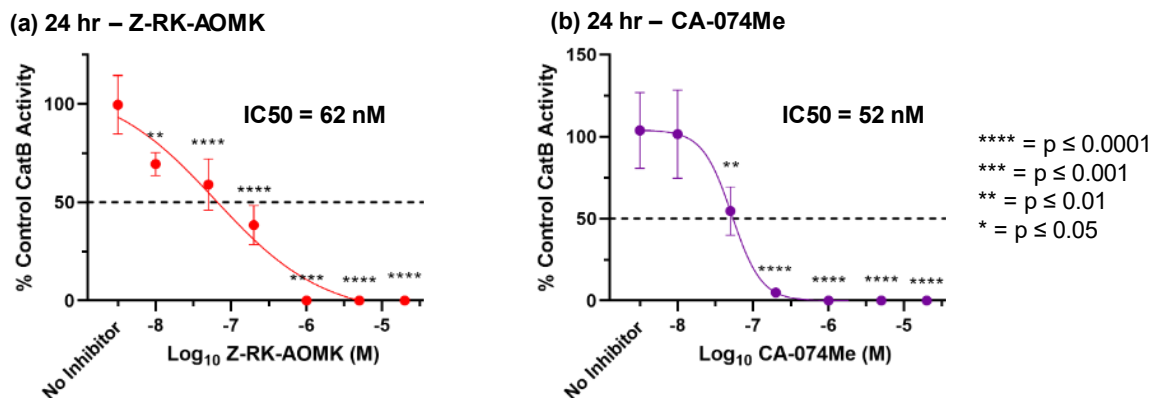 (a) 24 hr – Z-RK-AOMK
% Control CatB Activity
100
50
0
IC50 = 62 nM
**
****
****
****
****
****
No Inhibitor
-8
-7
-6
-5
Log10 Z-RK-AOMK (M)
(b) 24 hr – CA-074Me
% Control CatB Activity
150
100
50
0
IC50 = 52 nM
**
****
****
****
****
No Inhibitor
-8
-7
-6
-5
Log10 CA-074Me (M)
**** = p ≤ 0.0001
*** = p ≤ 0.001
** = p ≤ 0.01
* = p ≤ 0.05